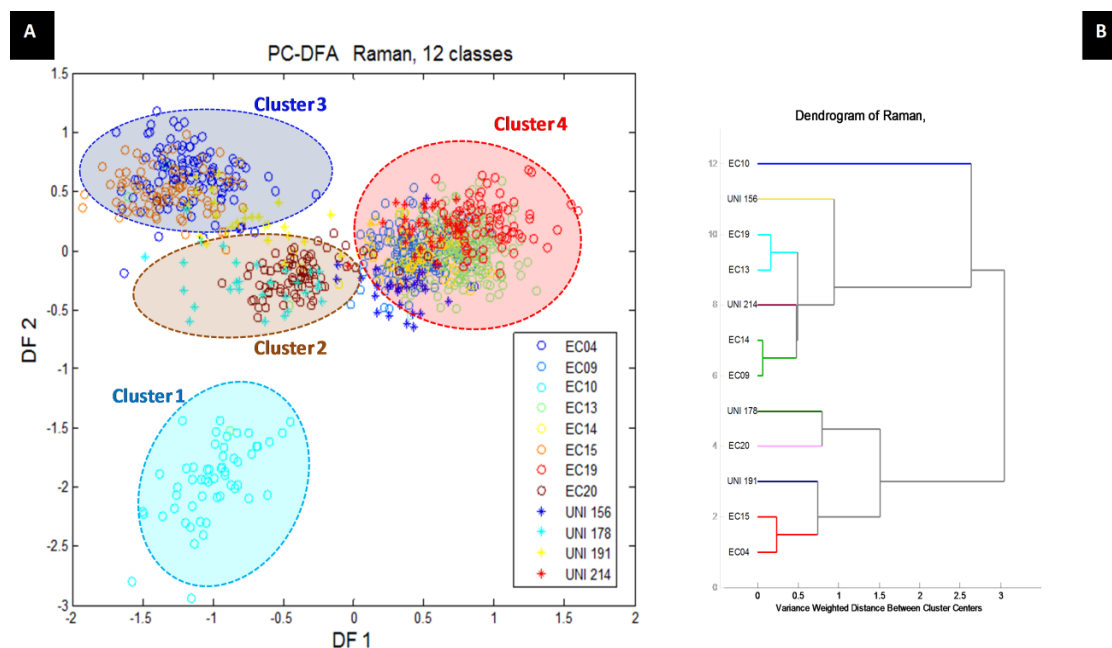 A
B
PC-DFA Raman, 12 classes
1.5
1
0.5
0
-0.5
-1
-1.5
-2
-2.5
-3
DF 2
-2
-1.5
-1
-0.5
0
0.5
1
1.5
2
DF 1
Cluster 3
Cluster 4
Cluster 2
Cluster 1
EC04
EC09
EC10
EC13
EC14
EC15
EC19
EC20
UNI 156
UNI 178
UNI 191
UNI 214
Dendrogram of Raman,
12
10
8
6
4
2
0
EC10
UNI 156
EC19
EC13
UNI 214
EC14
EC09
UNI 178
EC20
UNI 191
EC15
EC04
0
0.5
1
1.5
2
2.5
3
Variance Weighted Distance Between Cluster Centers